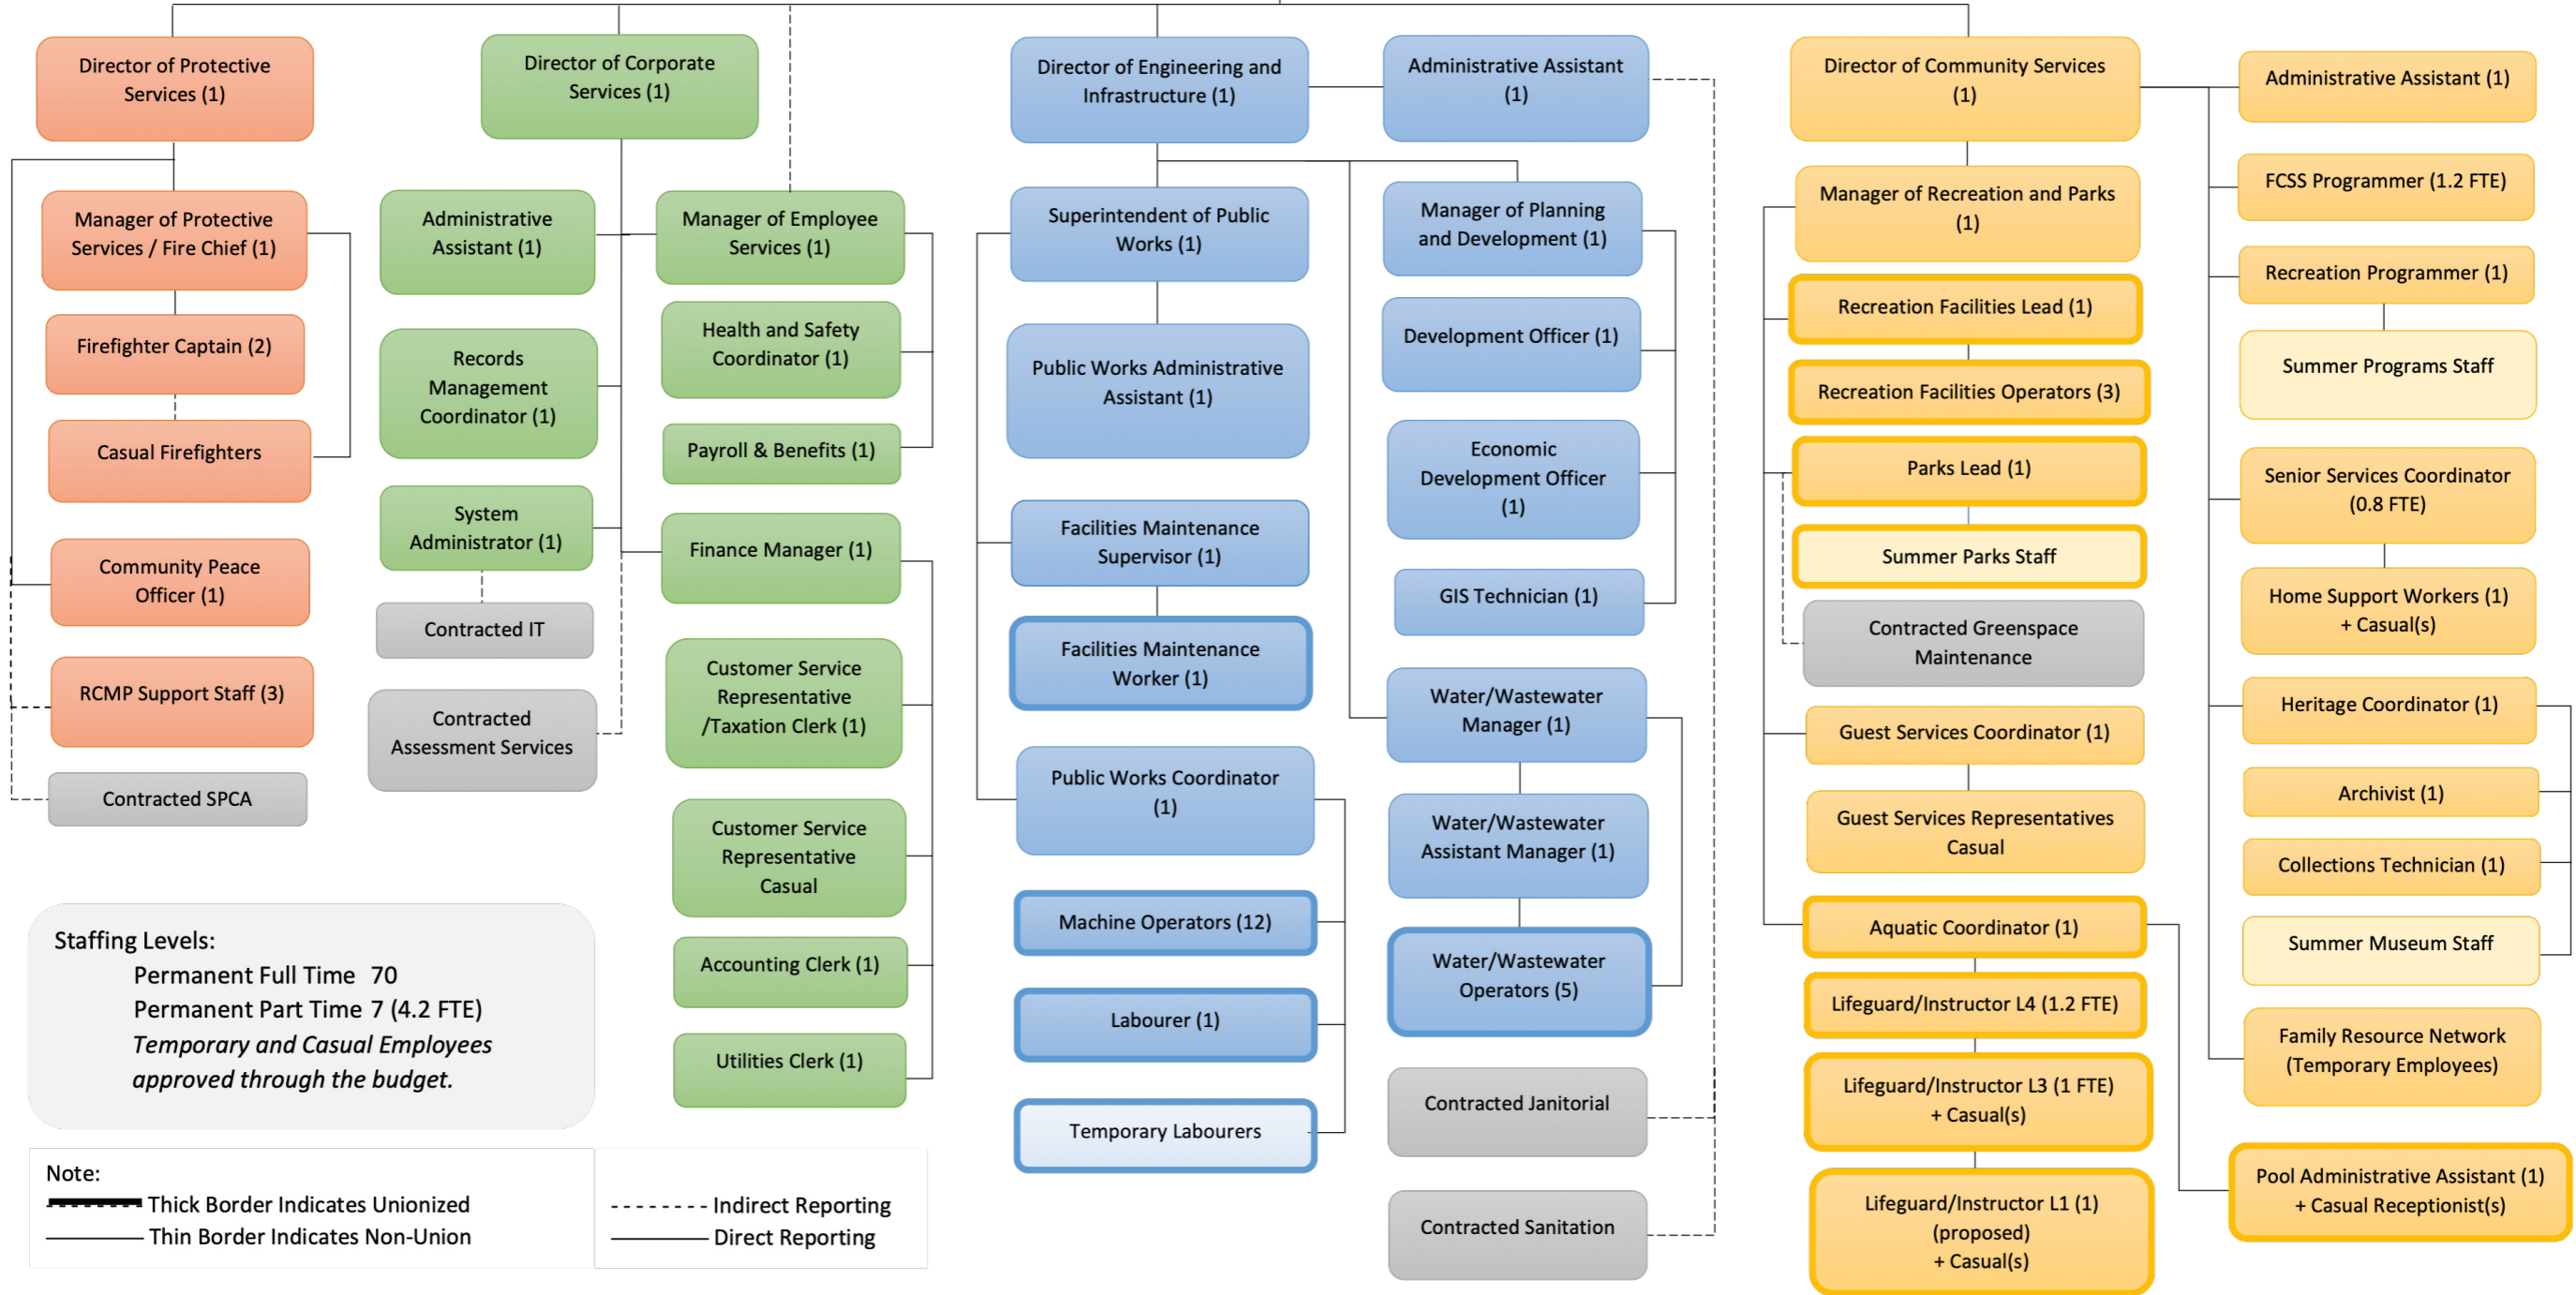 Director of Protective
Services (1)
Manager of Protective
Services / Fire Chief (1)
Firefighter Captain (2)
Casual Firefighters
Community Peace
Officer (1)
RCMP Support Staff (3)
Contracted SPCA
Director of Corporate
Services (1)
Administrative
Assistant (1)
Records
Management
Coordinator (1)
System
Administrator (1)
Contracted IT
Contracted
Assessment Services
Manager of Employee
Services (1)
Health and Safety
Coordinator (1)
Payroll & Benefits (1)
Finance Manager (1)
Customer Service
Representative
/Taxation Clerk (1)
Customer Service
Representative
Casual
Accounting Clerk (1)
Utilities Clerk (1)
Director of Engineering and
Infrastructure (1)
Administrative Assistant
(1)
Superintendent of Public
Works (1)
Public Works Administrative
Assistant (1)
Facilities Maintenance
Supervisor (1)
Facilities Maintenance
Worker (1)
Public Works Coordinator
(1)
Machine Operators (12)
Labourer (1)
Temporary Labourers
Manager of Planning
and Development (1)
Development Officer (1)
Economic
Development Officer
(1)
GIS Technician (1)
Water/Wastewater
Manager (1)
Water/Wastewater
Assistant Manager (1)
Water/Wastewater
Operators (5)
Contracted Janitorial
Contracted Sanitation
Director of Community Services
(1)
Manager of Recreation and Parks
(1)
Recreation Facilities Lead (1)
Recreation Facilities Operators (3)
Parks Lead (1)
Summer Parks Staff
Contracted Greenspace
Maintenance
Guest Services Coordinator (1)
Guest Services Representatives
Casual
Aquatic Coordinator (1)
Lifeguard/Instructor L4 (1.2 FTE)
Lifeguard/Instructor L3 (1 FTE)
+ Casual(s)
Lifeguard/Instructor L1 (1)
(proposed)
+ Casual(s)
Administrative Assistant (1)
FCSS Programmer (1.2 FTE)
Recreation Programmer (1)
Summer Programs Staff
Senior Services Coordinator
(0.8 FTE)
Home Support Workers (1)
+ Casual(s)
Heritage Coordinator (1)
Archivist (1)
Collections Technician (1)
Summer Museum Staff
Family Resource Network
(Temporary Employees)
Pool Administrative Assistant (1)
+ Casual Receptionist(s)
Staffing Levels:
Permanent Full Time 70
Permanent Part Time 7 (4.2 FTE)
Temporary and Casual Employees
approved through the budget.
Note:
Thick Border Indicates Unionized
Thin Border Indicates Non-Union
Indirect Reporting
Direct Reporting